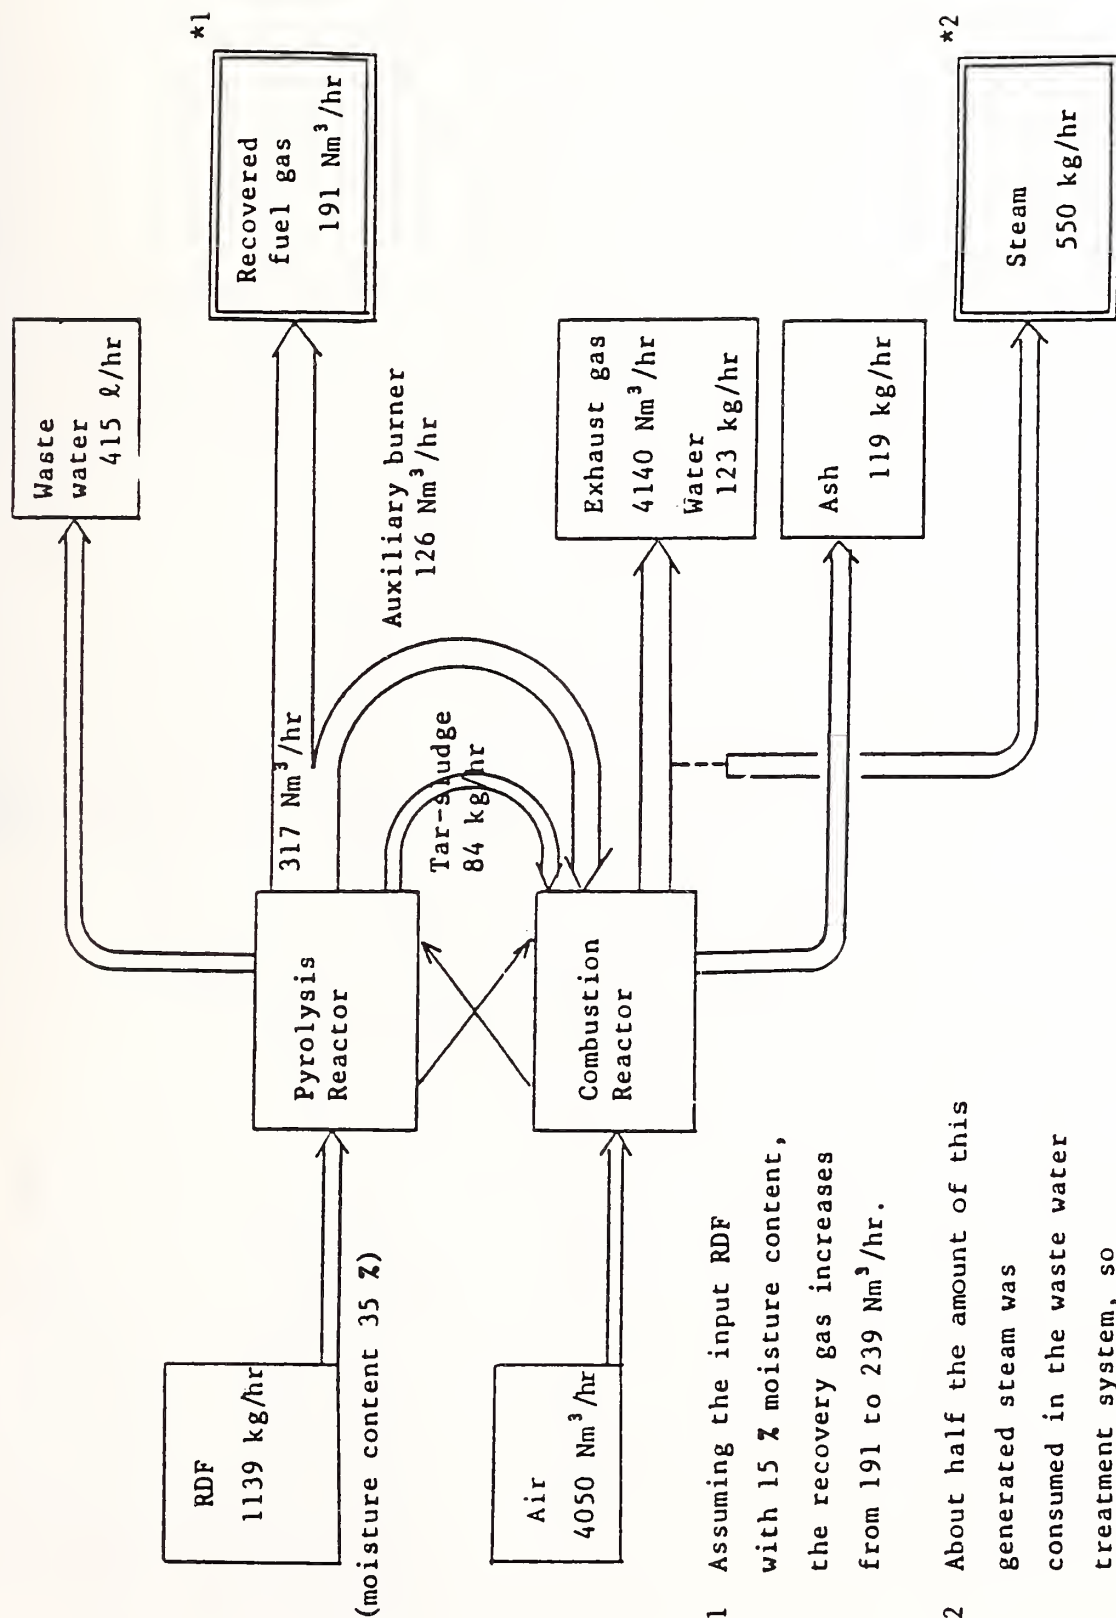 RDF
1139 kg/hr
(moisture content 35 %)
Air
4050 Nm³/hr
Pyrolysis
Reactor
Combustion
Reactor
317 Nm³/hr
Tar-sludge
84 kg/hr
Auxiliary burner
126 Nm³/hr
Waste
water
415 ℓ/hr
Recovered
fuel gas
191 Nm³/hr
*1
Exhaust gas
4140 Nm³/hr
Water
123 kg/hr
Ash
119 kg/hr
Steam
550 kg/hr
*2
1 Assuming the input RDF
with 15 % moisture content,
the recovery gas increases
from 191 to 239 Nm³/hr.
2 About half the amount of this
generated steam was
consumed in the waste water
treatment system, so